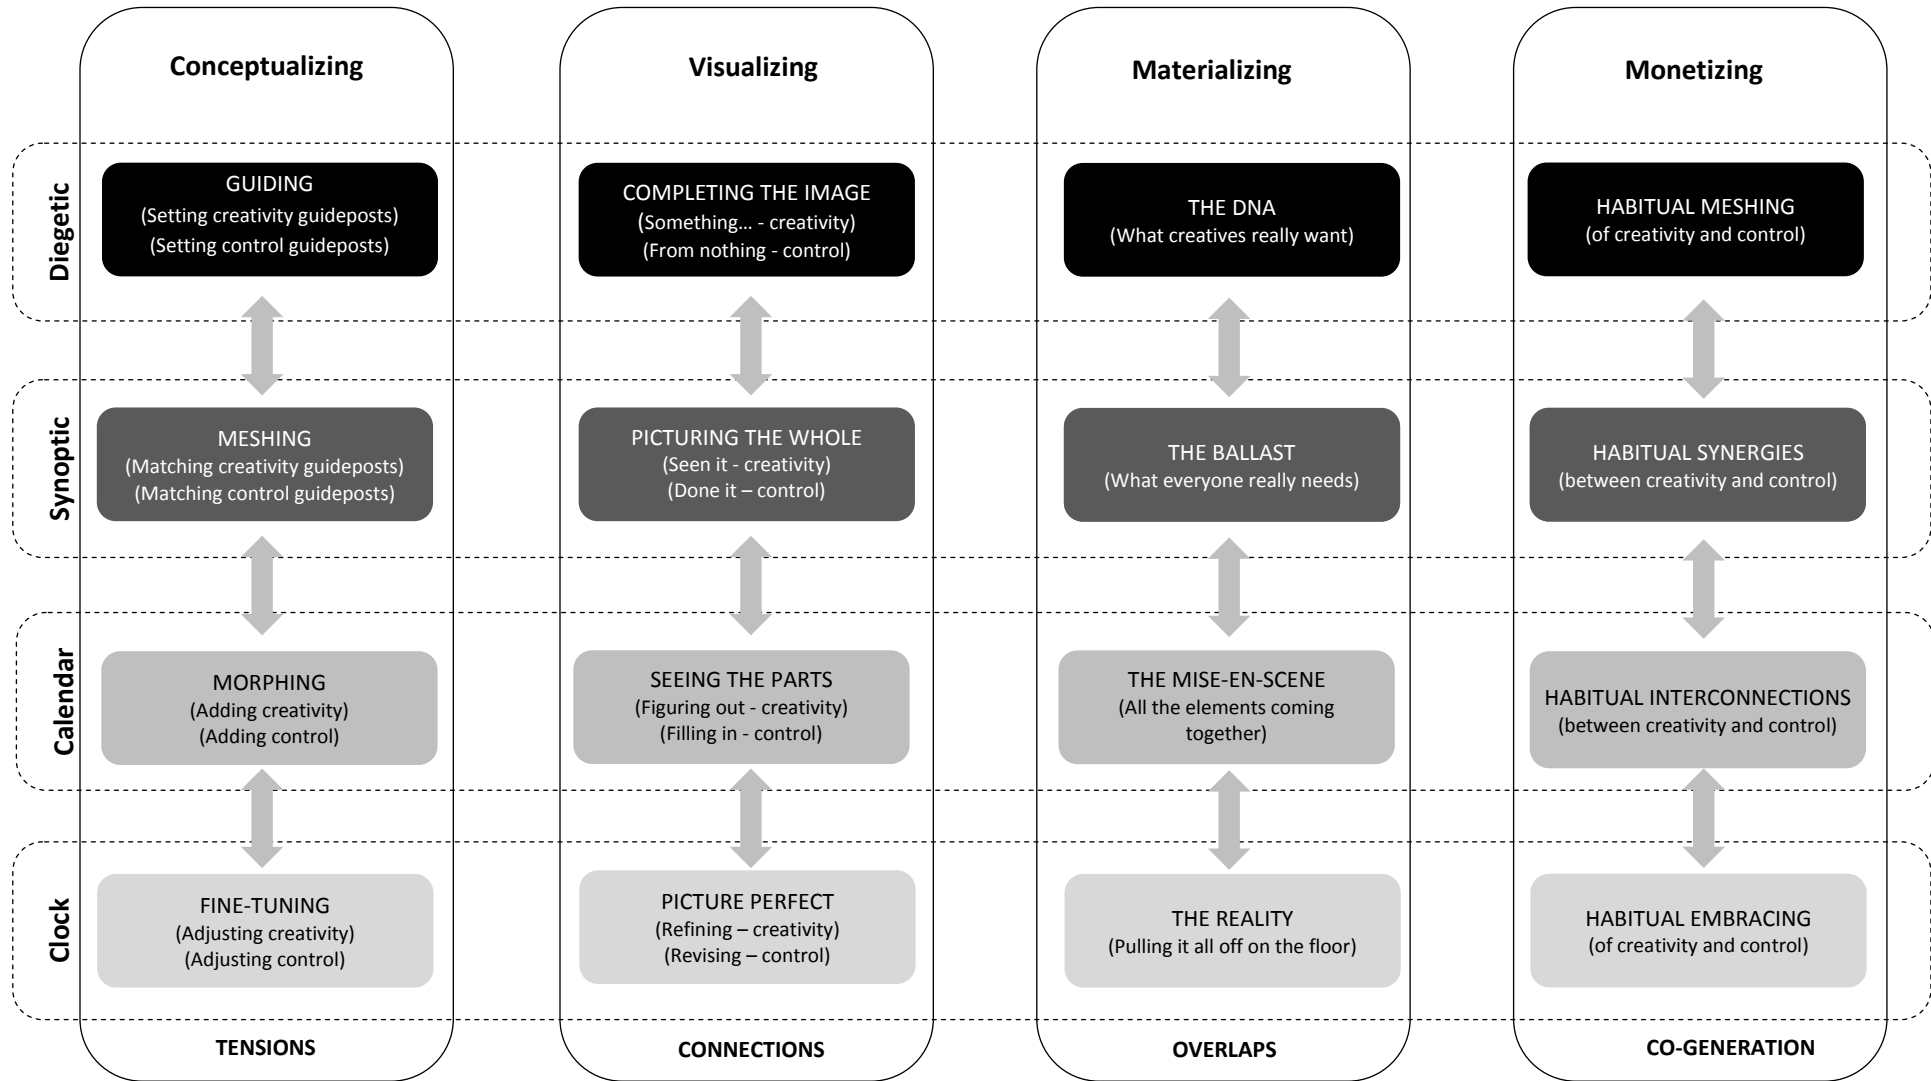 Conceptualizing
Visualizing
Materializing
Monetizing
Diegetic
GUIDING
(Setting creativity guideposts)
(Setting control guideposts)
COMPLETING THE IMAGE
(Something... - creativity)
(From nothing - control)
THE DNA
(What creatives really want)
HABITUAL MESHING
(of creativity and control)
Synoptic
MESHING
(Matching creativity guideposts)
(Matching control guideposts)
PICTURING THE WHOLE
(Seen it - creativity)
(Done it – control)
THE BALLAST
(What everyone really needs)
HABITUAL SYNERGIES
(between creativity and control)
Calendar
MORPHING
(Adding creativity)
(Adding control)
SEEING THE PARTS
(Figuring out - creativity)
(Filling in - control)
THE MISE-EN-SCENE
(All the elements coming
together)
HABITUAL INTERCONNECTIONS
(between creativity and control)
Clock
FINE-TUNING
(Adjusting creativity)
(Adjusting control)
PICTURE PERFECT
(Refining – creativity)
(Revising – control)
THE REALITY
(Pulling it all off on the floor)
HABITUAL EMBRACING
(of creativity and control)
TENSIONS
CONNECTIONS
OVERLAPS
CO-GENERATION